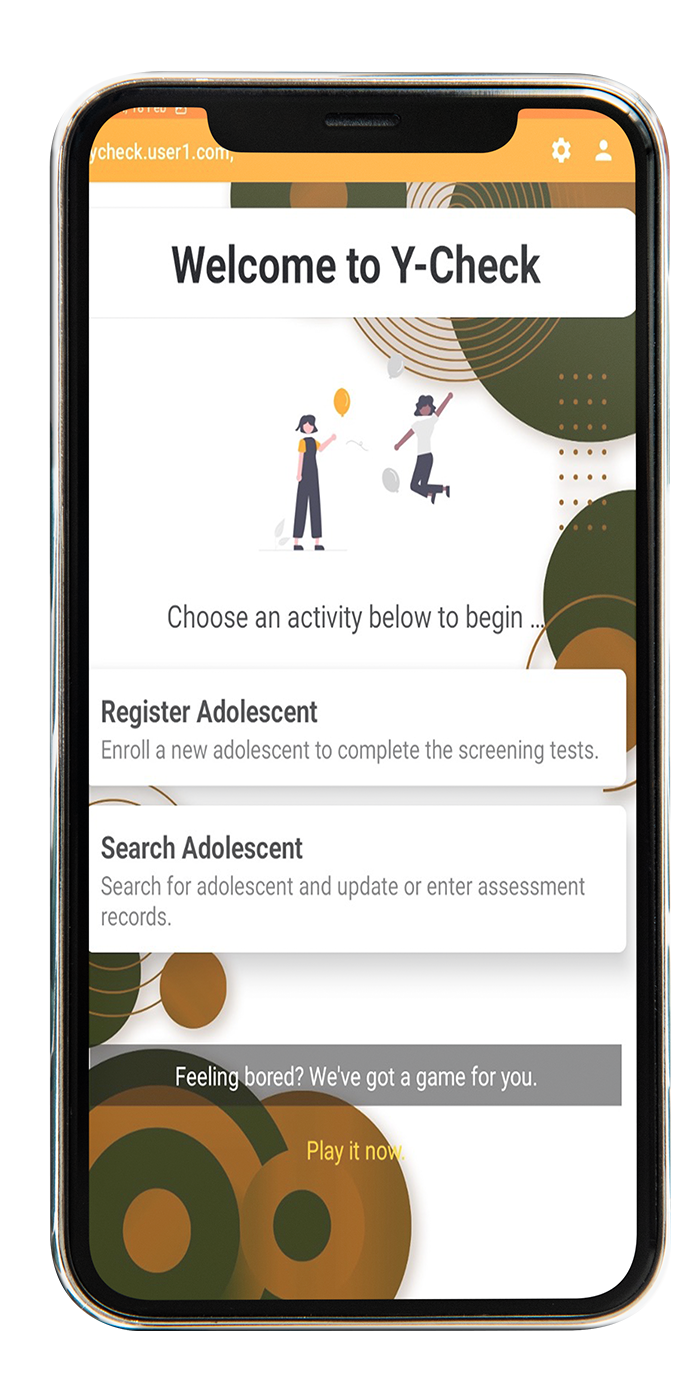 ycheck.user1.com,
Welcome to Y-Check
Choose an activity below to begin ...
Register Adolescent
Enroll a new adolescent to complete the screening tests.
Search Adolescent
Search for adolescent and update or enter assessment
records.
Feeling bored? We've got a game for you.
Play it now.